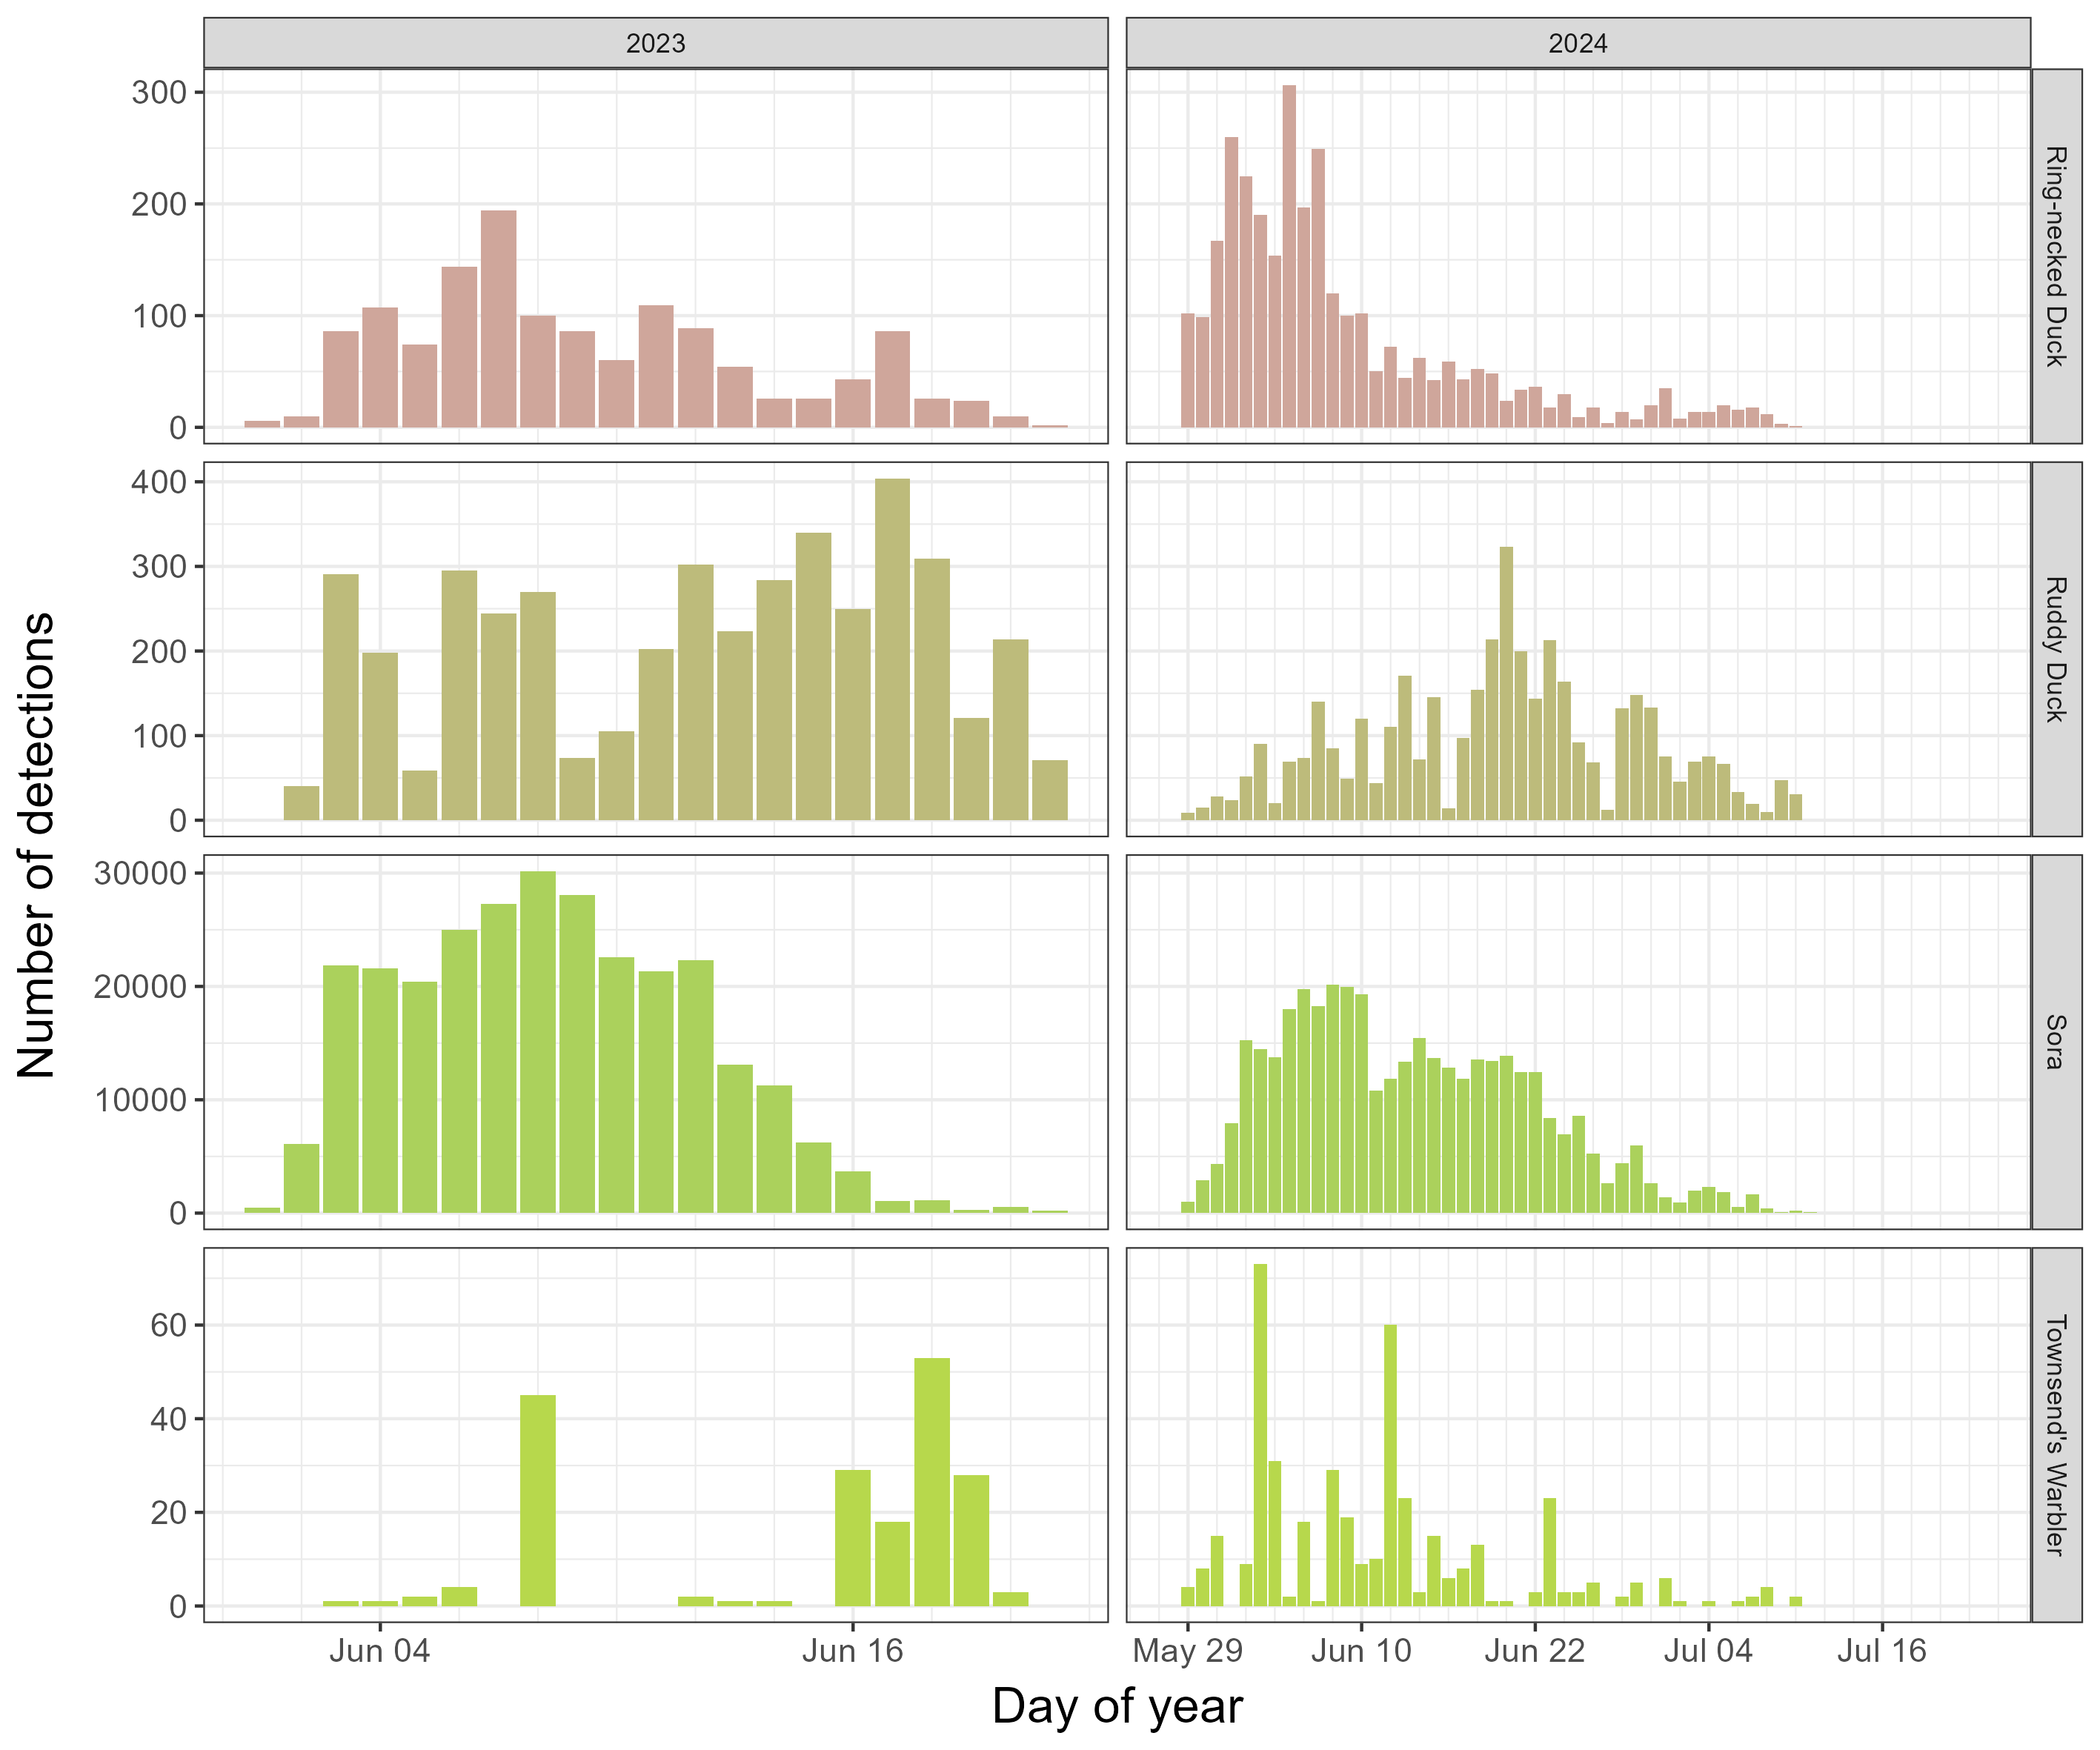 2023
2024
300
200
100
0
Ring-necked Duck
400
300
200
100
0
Ruddy Duck
30000
20000
10000
0
Sora
60
40
20
0
Townsend's Warbler
Number of detections
Jun 04
Jun 16
May 29
Jun 10
Jun 22
Jul 04
Jul 16
Day of year